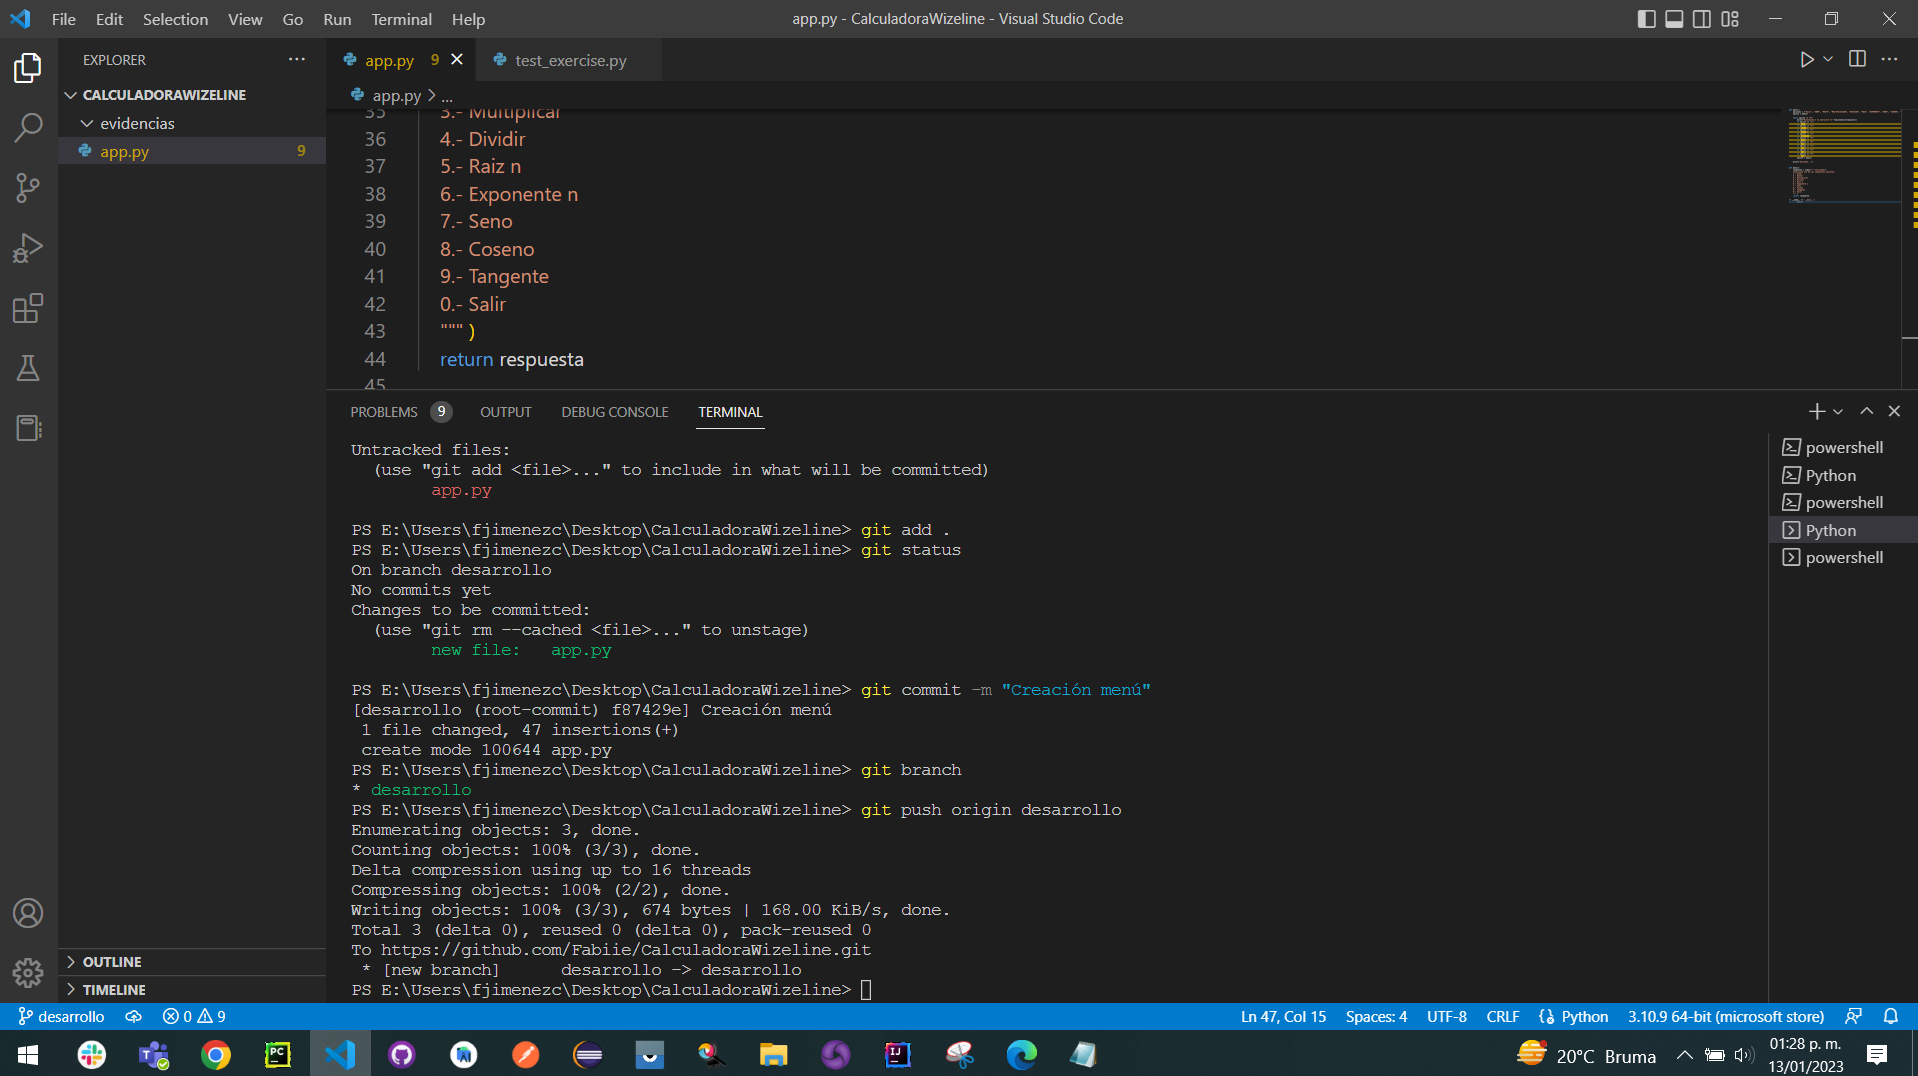 File Edit Selection View Go Run Terminal Help
app.py - CalculadoraWizeline - Visual Studio Code
EXPLORER
CALCULADORAWIZELINE
evidencias
app.py 9
OUTLINE
TIMELINE
app.py 9
test_exercise.py
app.py > ...
35 3.- Multiplicar
36 4.- Dividir
37 5.- Raiz n
38 6.- Exponente n
39 7.- Seno
40 8.- Coseno
41 9.- Tangente
42 0.- Salir
43 """ )
44 return respuesta
45
PROBLEMS 9 OUTPUT DEBUG CONSOLE TERMINAL
Untracked files:
(use "git add <file>..." to include in what will be committed)
app.py
PS E:\Users\fjimenezc\Desktop\CalculadoraWizeline> git add .
PS E:\Users\fjimenezc\Desktop\CalculadoraWizeline> git status
On branch desarrollo
No commits yet
Changes to be committed:
(use "git rm --cached <file>..." to unstage)
new file: app.py
PS E:\Users\fjimenezc\Desktop\CalculadoraWizeline> git commit -m "Creación menú"
[desarrollo (root-commit) f87429e] Creación menú
1 file changed, 47 insertions(+)
create mode 100644 app.py
PS E:\Users\fjimenezc\Desktop\CalculadoraWizeline> git branch
* desarrollo
PS E:\Users\fjimenezc\Desktop\CalculadoraWizeline> git push origin desarrollo
Enumerating objects: 3, done.
Counting objects: 100% (3/3), done.
Delta compression using up to 16 threads
Compressing objects: 100% (2/2), done.
Writing objects: 100% (3/3), 674 bytes | 168.00 KiB/s, done.
Total 3 (delta 0), reused 0 (delta 0), pack-reused 0
To https://github.com/Fabiie/CalculadoraWizeline.git
* [new branch] desarrollo -> desarrollo
PS E:\Users\fjimenezc\Desktop\CalculadoraWizeline>
powershell
Python
powershell
Python
powershell
desarrollo 0 9
Ln 47, Col 15 Spaces: 4 UTF-8 CRLF Python 3.10.9 64-bit (microsoft store)
PC
IJ
20°C Bruma
01:28 p. m.
13/01/2023